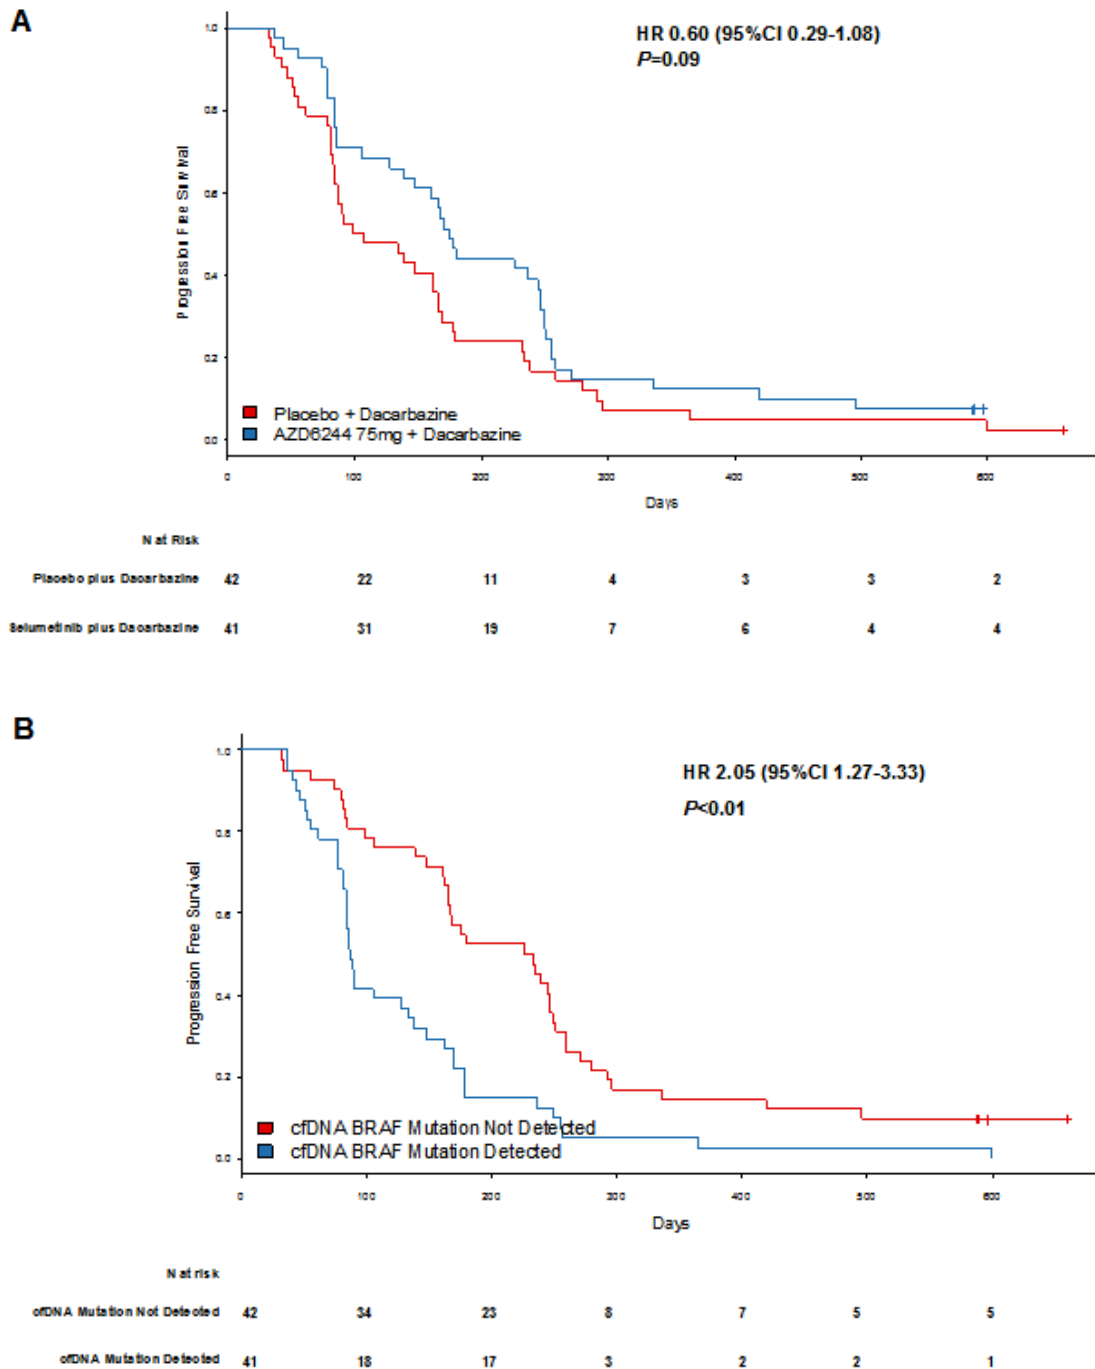 A
HR 0.60 (95%CI 0.29-1.08)
P=0.09
1.0
0.8
0.6
0.4
0.2
0.0
Progression Free Survival
Placebo + Dacarbazine
AZD6244 75mg + Dacarbazine
0 100 200 300 400 500 600
Days
N at Risk
Placebo plus Dacarbazine 42 22 11 4 3 3 2
Selumetinib plus Dacarbazine 41 31 19 7 6 4 4
B
HR 2.05 (95%CI 1.27-3.33)
P<0.01
1.0
0.8
0.6
0.4
0.2
0.0
Progression Free Survival
cfDNA BRAF Mutation Not Detected
cfDNA BRAF Mutation Detected
0 100 200 300 400 500 600
Days
N at risk
cfDNA Mutation Not Detected 42 34 23 8 7 5 5
cfDNA Mutation Detected 41 18 17 3 2 2 1